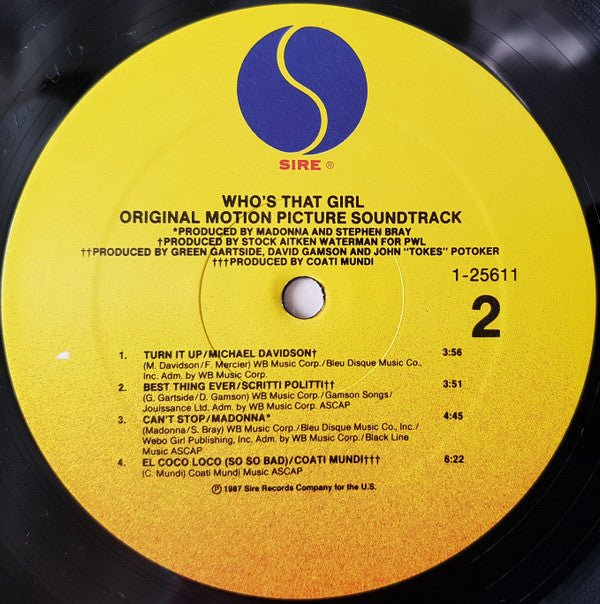 SIRE ®
WHO'S THAT GIRL
ORIGINAL MOTION PICTURE SOUNDTRACK
*PRODUCED BY MADONNA AND STEPHEN BRAY
†PRODUCED BY STOCK AITKEN WATERMAN FOR PWL
††PRODUCED BY GREEN GARTSIDE, DAVID GAMSON AND JOHN "TOKES" POTOKER
†††PRODUCED BY COATI MUNDI
1-25611
2
1. TURN IT UP/MICHAEL DAVIDSON† 3:56
(M. Davidson/F. Mercier) WB Music Corp./Bleu Disque Music Co.,
Inc. Adm. by WB Music Corp.
2. BEST THING EVER/SCRITTI POLITTI†† 3:51
(G. Gartside/D. Gamson) WB Music Corp./Gamson Songs/
Jouissance Ltd. Adm. by WB Music Corp. ASCAP
3. CAN'T STOP/MADONNA* 4:45
(Madonna/S. Bray) WB Music Corp./Bleu Disque Music Co., Inc./
Webo Girl Publishing, Inc. Adm. by WB Music Corp./Black Line
Music ASCAP
4. EL COCO LOCO (SO SO BAD)/COATI MUNDI††† 6:22
(C. Mundi) Coati Mundi Music ASCAP
℗ 1987 Sire Records Company for the U.S.